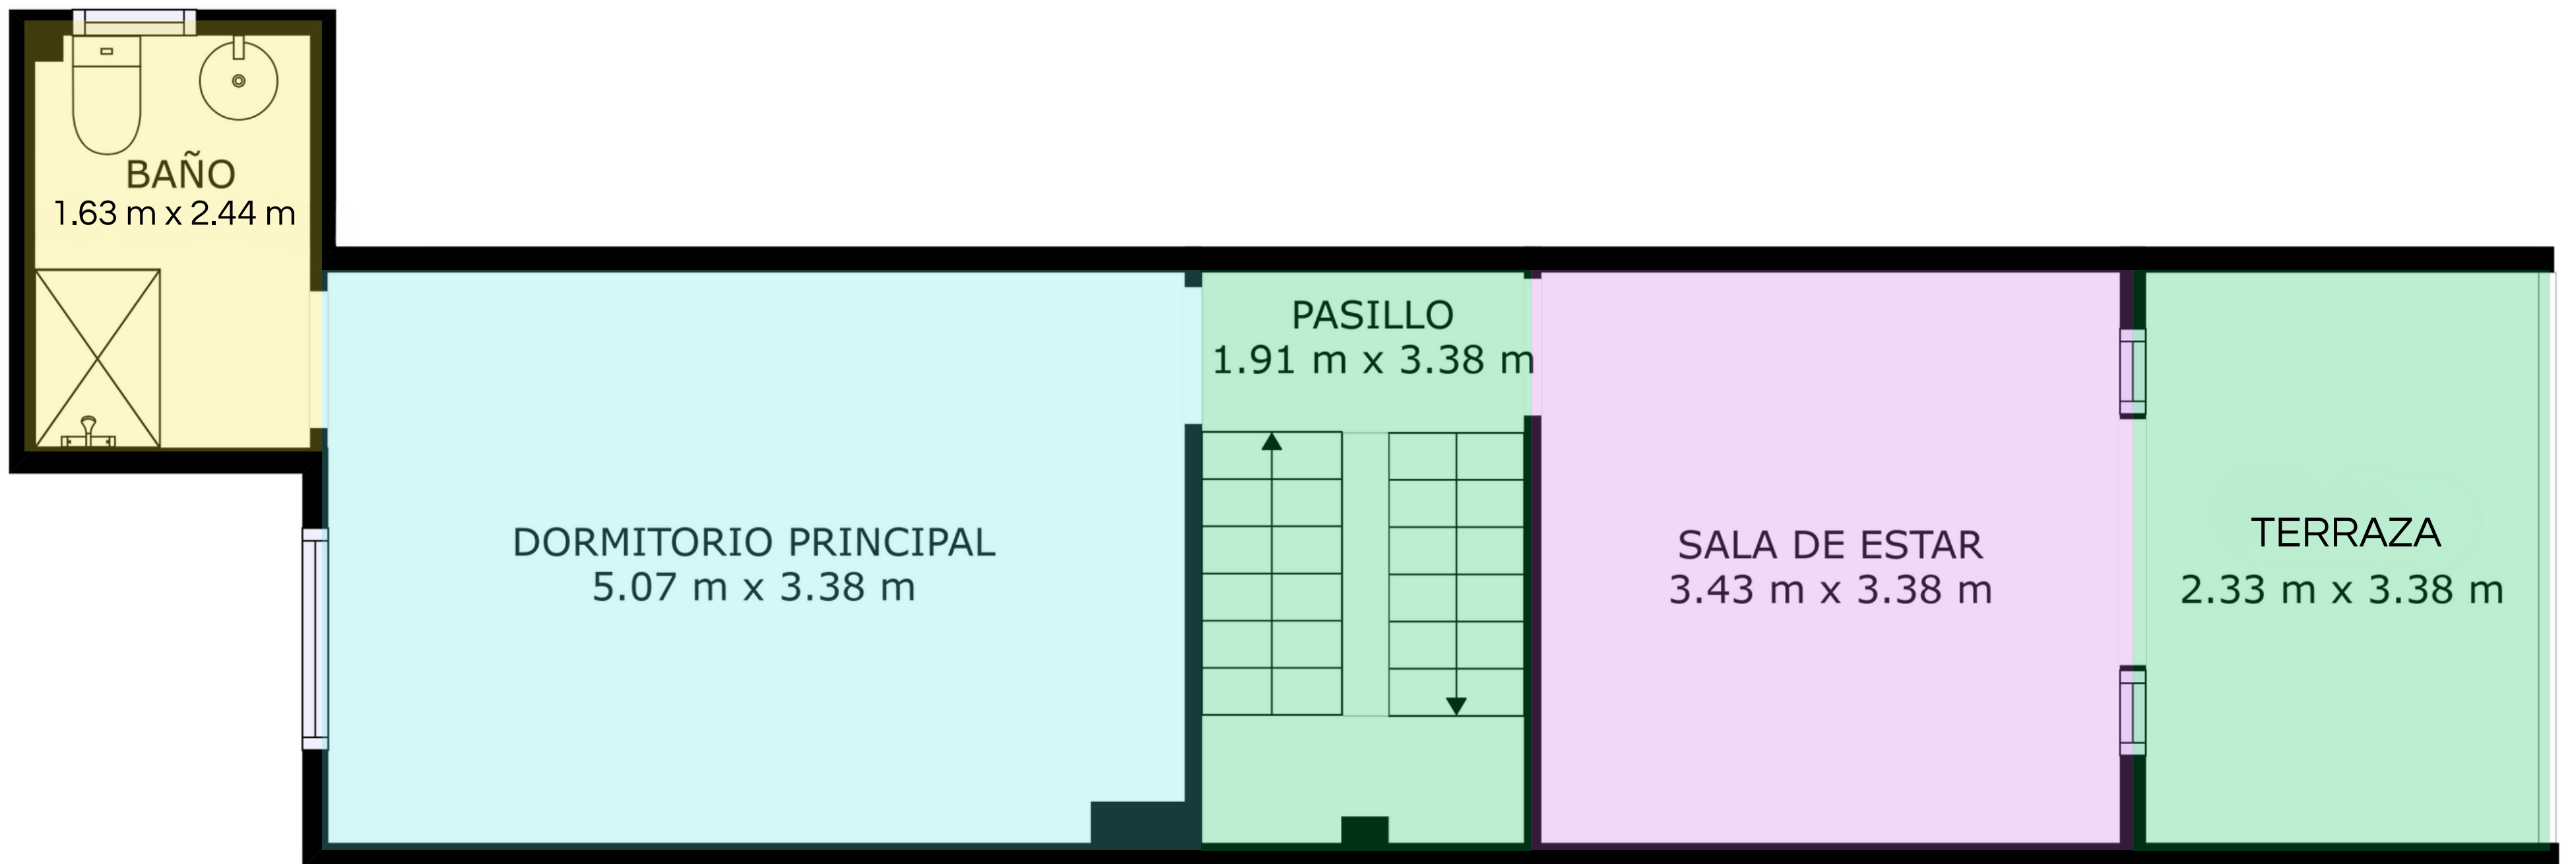 BAÑO
1.63 m x 2.44 m
PASILLO
1.91 m x 3.38 m
DORMITORIO PRINCIPAL
5.07 m x 3.38 m
SALA DE ESTAR
3.43 m x 3.38 m
TERRAZA
2.33 m x 3.38 m